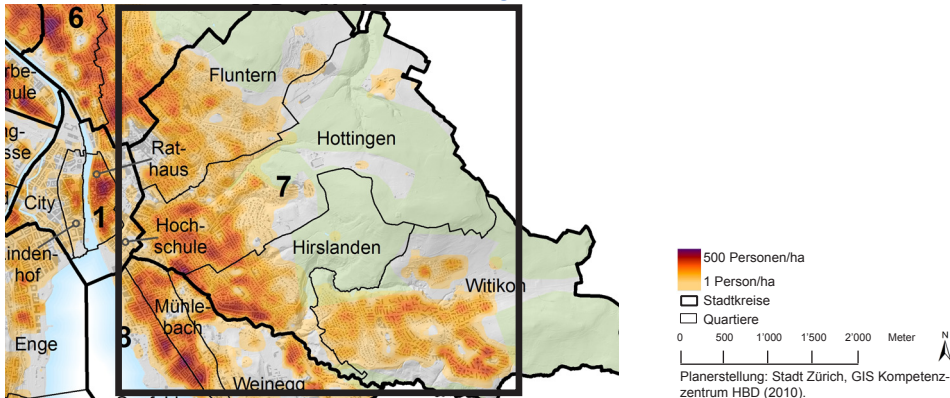 6
rbe-
nule
Fluntern
Hottingen
ng-
sse
Rat-
haus
7
City
1
Hoch-
schule
Hirslanden
inden-
hof
Witikon
Mühle-
bach
8
Enge
Weinegg
500 Personen/ha
1 Person/ha
Stadtkreise
Quartiere
0 500 1'000 1'500 2'000 Meter
N
Planerstellung: Stadt Zürich, GIS Kompetenz-
zentrum HBD (2010).